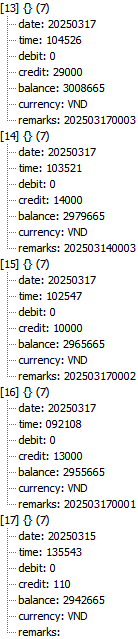 [13] {} (7)
date: 20250317
time: 104526
debit: 0
credit: 29000
balance: 3008665
currency: VND
remarks: 202503170003
[14] {} (7)
date: 20250317
time: 103521
debit: 0
credit: 14000
balance: 2979665
currency: VND
remarks: 202503140003
[15] {} (7)
date: 20250317
time: 102547
debit: 0
credit: 10000
balance: 2965665
currency: VND
remarks: 202503170002
[16] {} (7)
date: 20250317
time: 092108
debit: 0
credit: 13000
balance: 2955665
currency: VND
remarks: 202503170001
[17] {} (7)
date: 20250315
time: 135543
debit: 0
credit: 110
balance: 2942665
currency: VND
remarks: